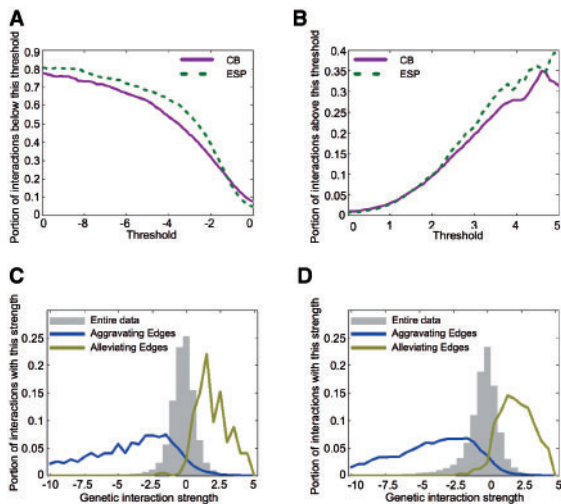 A
Portion of interactions below this threshold
0.9
0.8
0.7
0.6
0.5
0.4
0.3
0.2
0.1
0
CB
ESP
-8
-6
-4
-2
0
Threshold
B
Portion of interactions above this threshold
0.4
0.35
0.3
0.25
0.2
0.15
0.1
0.05
0
CB
ESP
0
1
2
3
4
5
Threshold
C
Portion of interactions with this strength
0.25
0.2
0.15
0.1
0.05
0
Entire data
Aggravating Edges
Alleviating Edges
-10
-7.5
-5
-2.5
0
2.5
5
Genetic interaction strength
D
Portion of interactions with this strength
0.25
0.2
0.15
0.1
0.05
0
Entire data
Aggravating Edges
Alleviating Edges
-10
-7.5
-5
-2.5
0
2.5
5
Genetic interaction strength